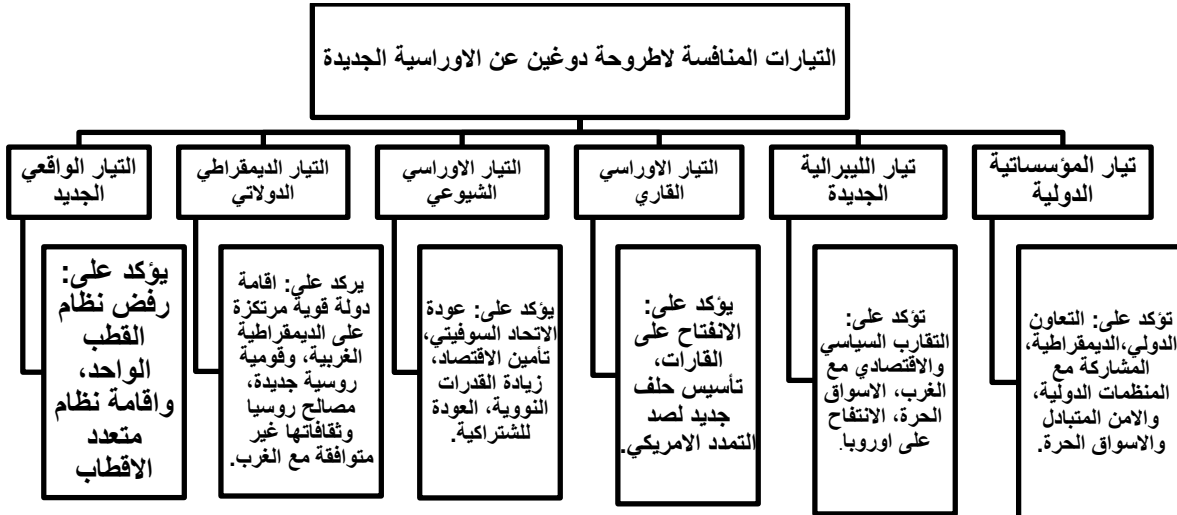 التيارات المنافسة لاطروحة دوغين عن الاوراسية الجديدة
تيار المؤسساتية
الدولية
تيار الليبرالية
الجديدة
التيار الاوراسي
القاري
التيار الاوراسي
الشيوعي
التيار الديمقراطي
الدولاتي
التيار الواقعي
الجديد
تؤكد على: التعاون
الدولي،الديمقراطية،
المشاركة مع
المنظمات الدولية،
والامن المتبادل
والاسواق الحرة.
تؤكد على:
التقارب السياسي
والاقتصادي مع
الغرب، الاسواق
الحرة، الانتفاح
على اوروبا.
يؤكد على:
الانفتاح على
القارات،
تأسيس حلف
جديد لصد
التمدد الامريكي.
يؤكد على: عودة
الاتحاد السوفيتي،
تأمين الاقتصاد،
زيادة القدرات
النووية، العودة
للشتراكية.
يركد على: اقامة
دولة قوية مرتكزة
على الديمقراطية
الغربية، وقومية
روسية جديدة،
مصالح روسيا
وثقافاتها غير
متوافقة مع الغرب.
يؤكد على:
رفض نظام
القطب
الواحد،
واقامة نظام
متعدد
الاقطاب